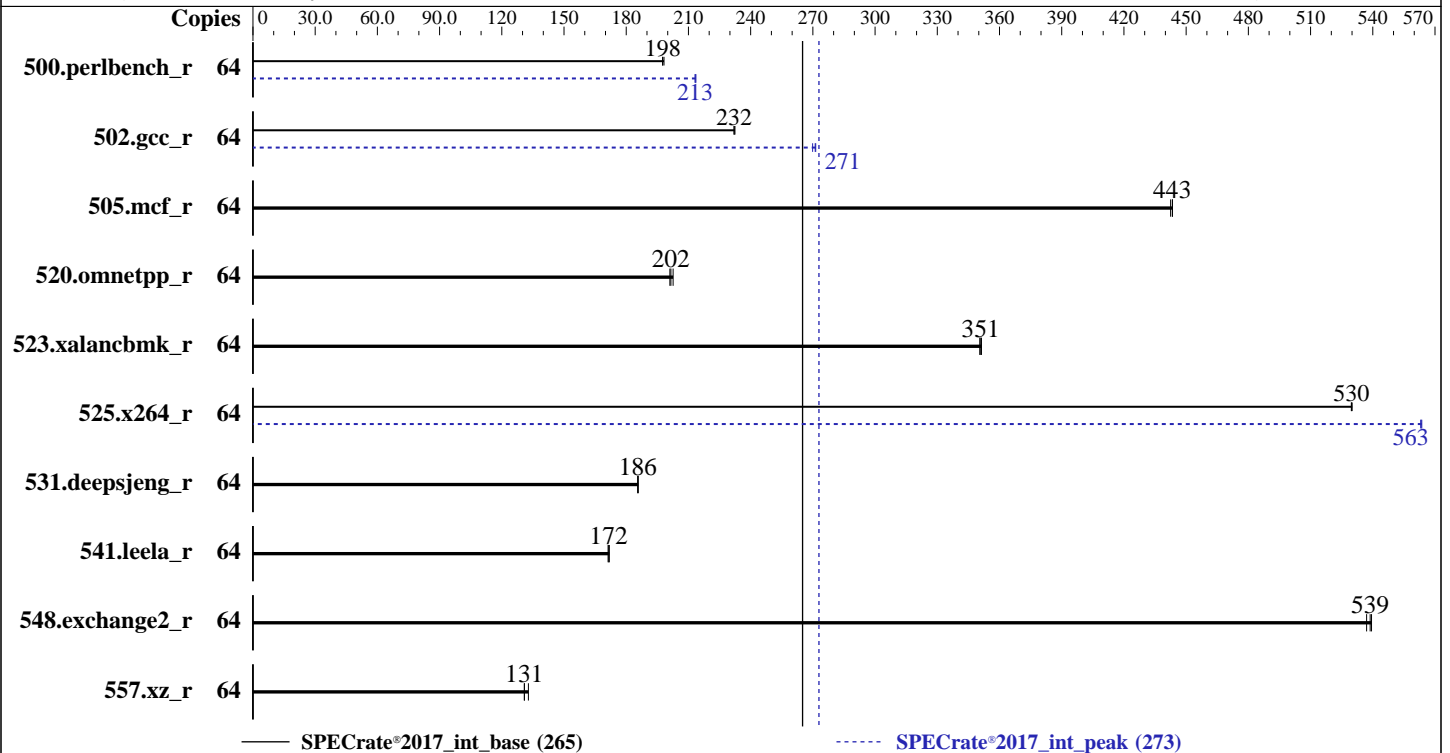 Copies 0 30.0 60.0 90.0 120 150 180 210 240 270 300 330 360 390 420 450 480 510 540 570
500.perlbench_r 64 198
213
502.gcc_r 64 232
271
505.mcf_r 64 443
520.omnetpp_r 64 202
523.xalancbmk_r 64 351
525.x264_r 64 530
563
531.deepsjeng_r 64 186
541.leela_r 64 172
548.exchange2_r 64 539
557.xz_r 64 131
SPECrate®2017_int_base (265) SPECrate®2017_int_peak (273)